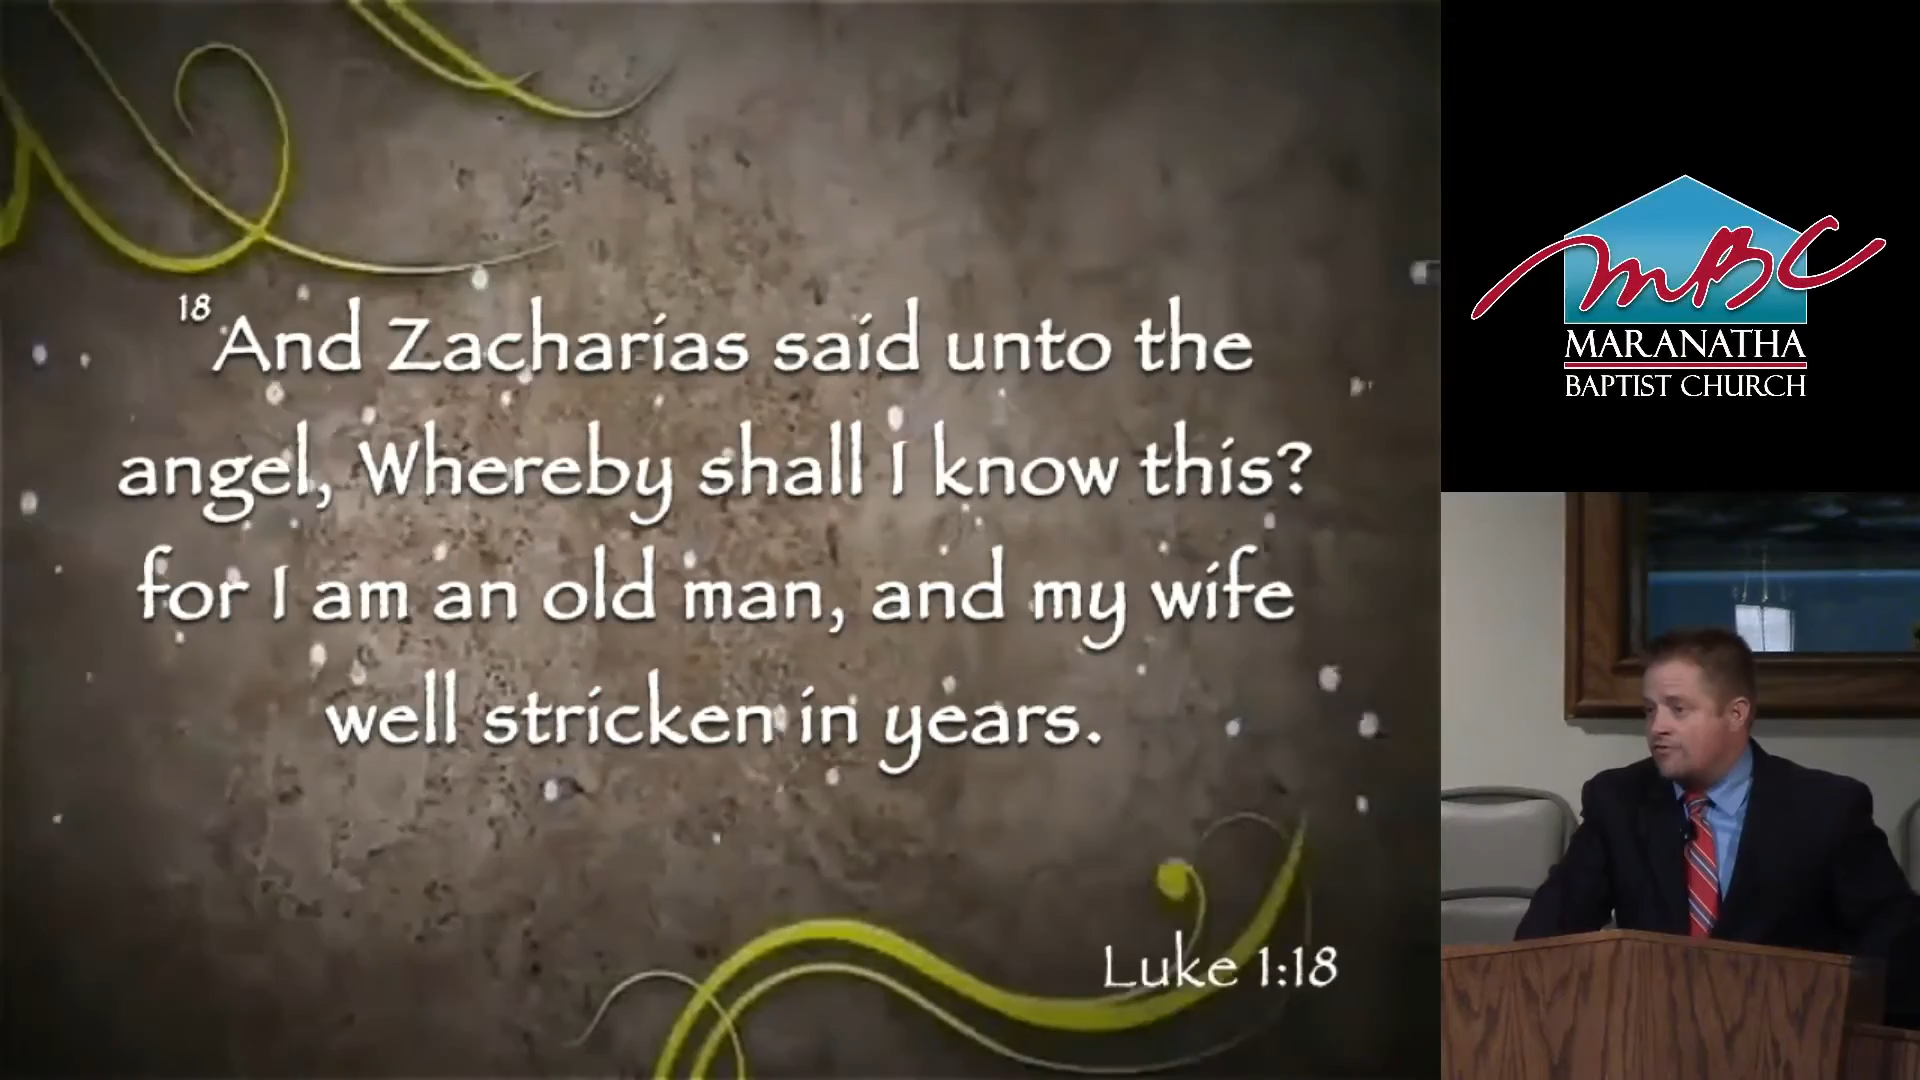 18 And Zacharias said unto the
angel, Whereby shall I know this?
for I am an old man, and my wife
well stricken in years.
Luke 1:18
MBC
MARANATHA
BAPTIST CHURCH